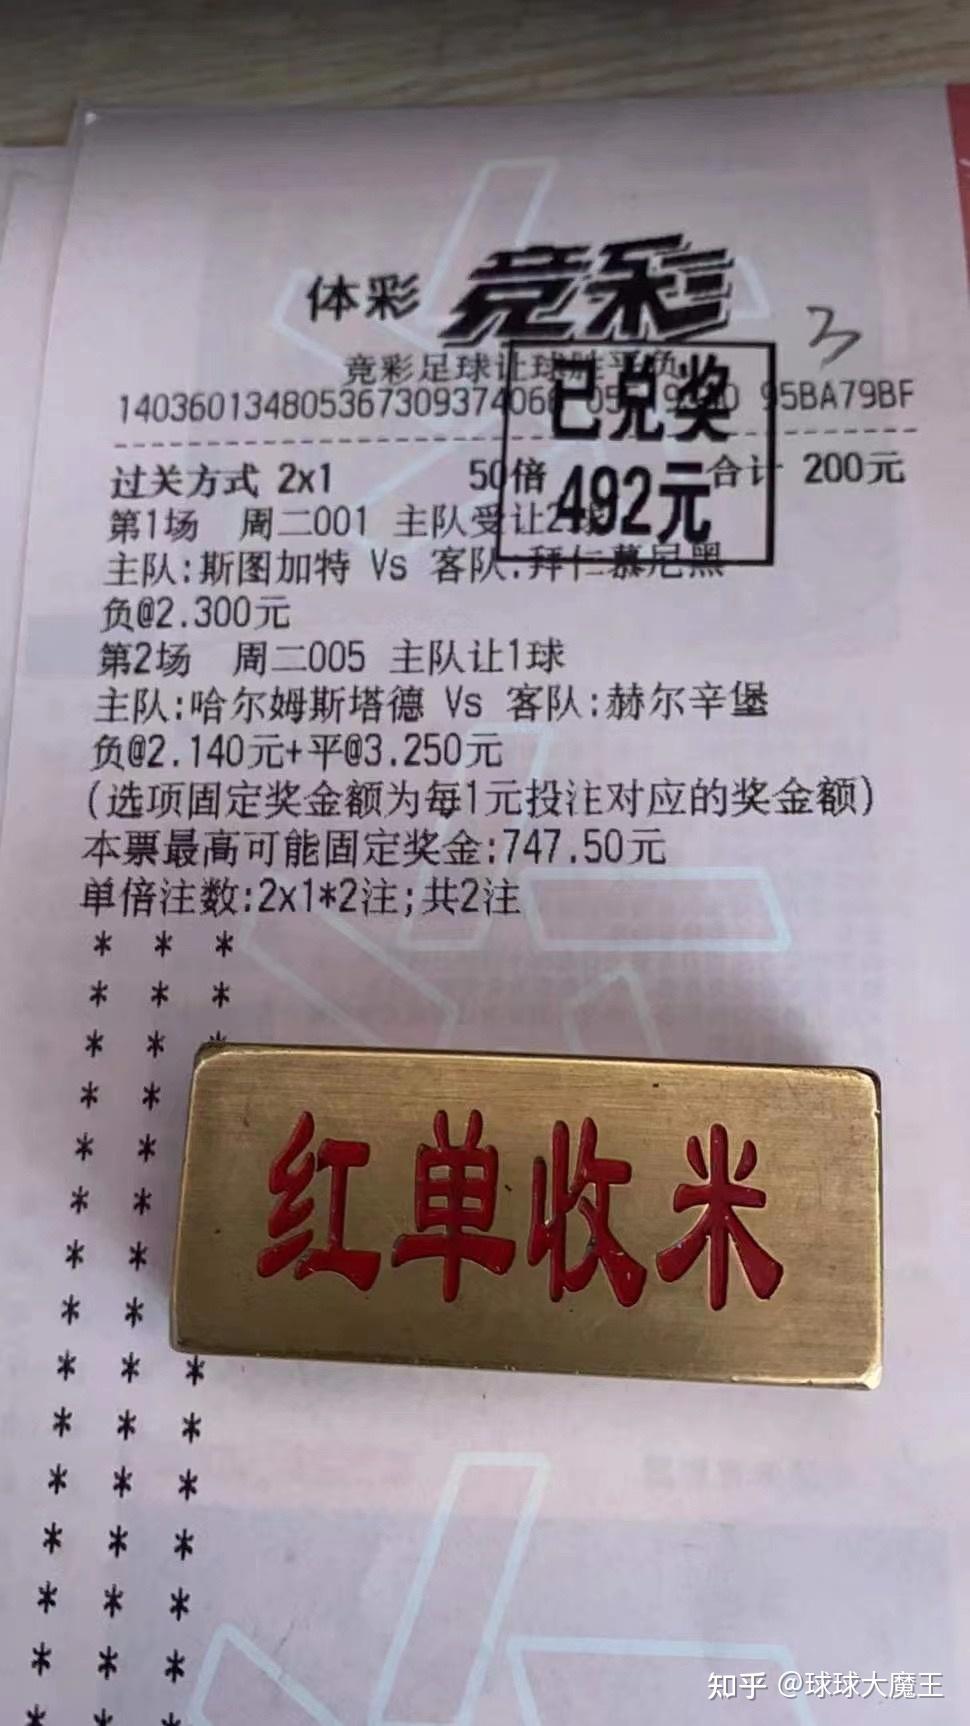 体彩 竞彩
3
竞彩足球让球胜平负
已兑奖
95BA79BF
过关方式 2x1 50倍 合计 200元
492元
第1场 周二001 主队受让2球
主队:斯图加特 Vs 客队:拜仁慕尼黑
负@2.300元
第2场 周二005 主队让1球
主队:哈尔姆斯塔德 Vs 客队:赫尔辛堡
负@2.140元+平@3.250元
(选项固定奖金额为每1元投注对应的奖金额)
本票最高可能固定奖金:747.50元
单倍注数:2x1*2注;共2注
* * *
* * *
* *
* *
* *
* *
* *
* *
* * *
* * *
* * *
* * *
* * *
* * *
* * *
红单收米
知乎 @球球大魔王